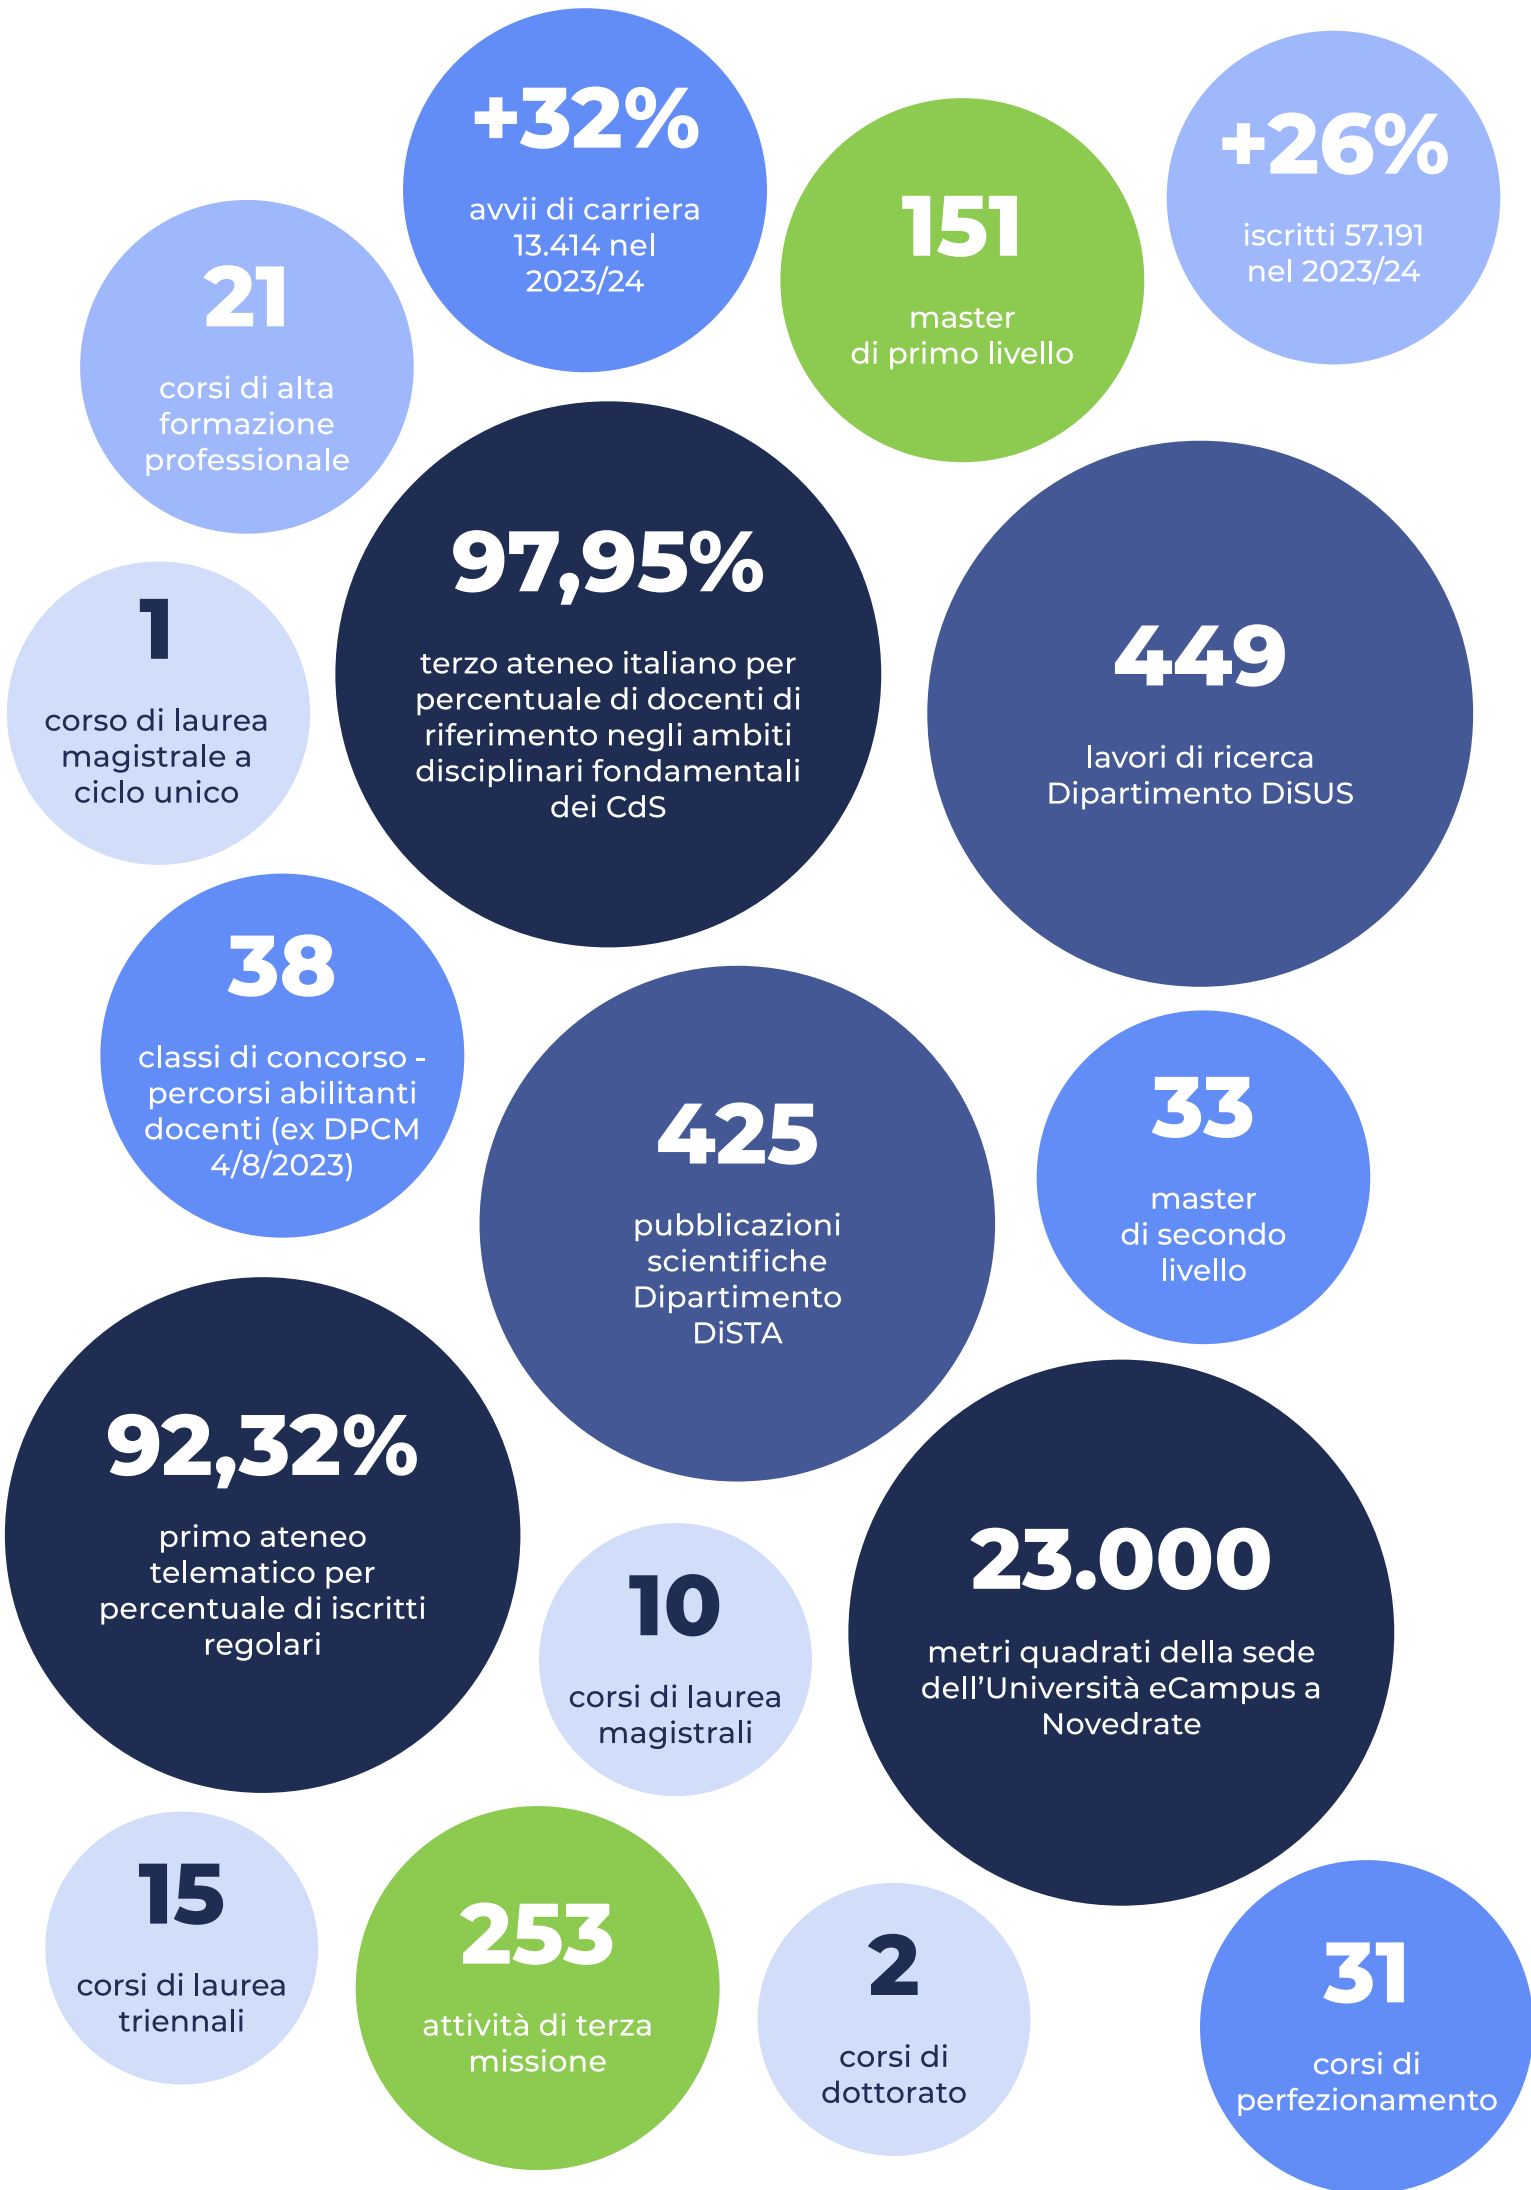 +32%
avvii di carriera
13.414 nel
2023/24
+26%
iscritti 57.191
nel 2023/24
151
master
di primo livello
21
corsi di alta
formazione
professionale
97,95%
terzo ateneo italiano per
percentuale di docenti di
riferimento negli ambiti
disciplinari fondamentali
dei CdS
449
lavori di ricerca
Dipartimento DiSUS
1
corso di laurea
magistrale a
ciclo unico
38
classi di concorso -
percorsi abilitanti
docenti (ex DPCM
4/8/2023)
425
pubblicazioni
scientifiche
Dipartimento
DiSTA
33
master
di secondo
livello
92,32%
primo ateneo
telematico per
percentuale di iscritti
regolari
10
corsi di laurea
magistrali
23.000
metri quadrati della sede
dell’Università eCampus a
Novedrate
15
corsi di laurea
triennali
253
attività di terza
missione
2
corsi di
dottorato
31
corsi di
perfezionamento